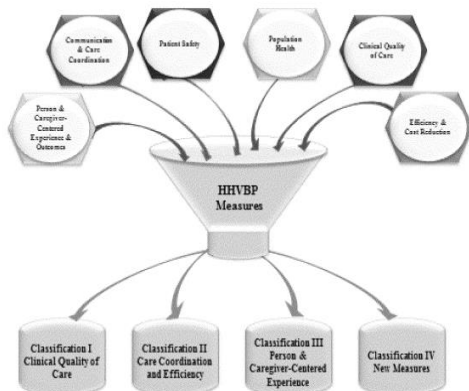 Communication
& Care
Coordination
Patient Safety
Population
Health
Clinical Quality
of Care
Person &
Caregiver-
Centered
Experience &
Outcomes
Efficiency &
Cost Reduction
HHVBP
Measures
Classification I
Clinical Quality of
Care
Classification II
Care Coordination
and Efficiency
Classification III
Person &
Caregiver-Centered
Experience
Classification IV
New Measures